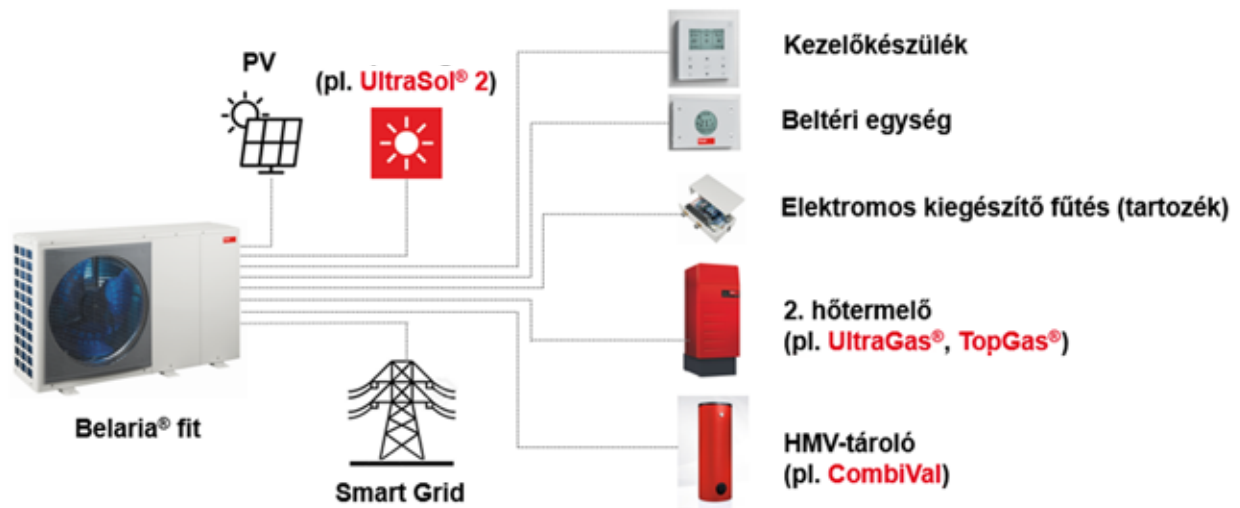 PV
(pl. UltraSol® 2)
Kezelőkészülék
Beltéri egység
Elektromos kiegészítő fűtés (tartozék)
2. hőtermelő
(pl. UltraGas®, TopGas®)
HMV-tároló
(pl. CombiVal)
Belaria® fit
Smart Grid